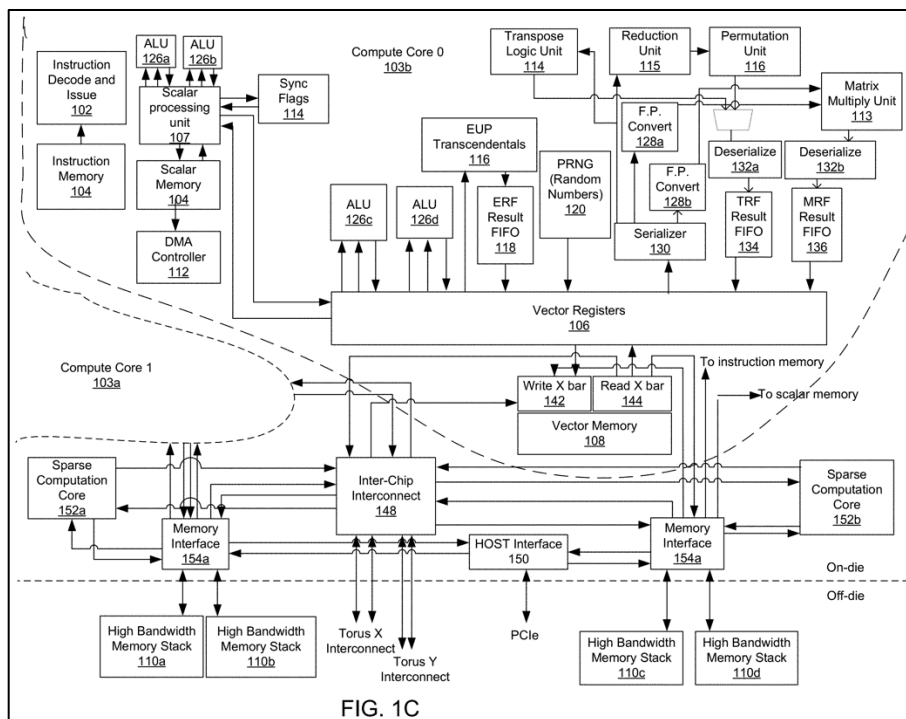 Compute Core 0
103b
Instruction
Decode and
Issue
102
Instruction
Memory
104
ALU
126a
ALU
126b
Scalar
processing
unit
107
Sync
Flags
114
Scalar
Memory
104
DMA
Controller
112
Transpose
Logic Unit
114
Reduction
Unit
115
Permutation
Unit
116
Matrix
Multiply Unit
113
EUP
Transcendentals
116
PRNG
(Random
Numbers)
120
F.P.
Convert
128a
F.P.
Convert
128b
Deserialize
132a
Deserialize
132b
ALU
126c
ALU
126d
ERF
Result
FIFO
118
Serializer
130
TRF
Result
FIFO
134
MRF
Result
FIFO
136
Vector Registers
106
Compute Core 1
103a
Write X bar
142
Read X bar
144
Vector Memory
108
To instruction memory
To scalar memory
Sparse
Computation
Core
152a
Inter-Chip
Interconnect
148
Sparse
Computation
Core
152b
Memory
Interface
154a
HOST Interface
150
Memory
Interface
154a
On-die
Off-die
High Bandwidth
Memory Stack
110a
High Bandwidth
Memory Stack
110b
Torus X
Interconnect
Torus Y
Interconnect
PCIe
High Bandwidth
Memory Stack
110c
High Bandwidth
Memory Stack
110d
FIG. 1C